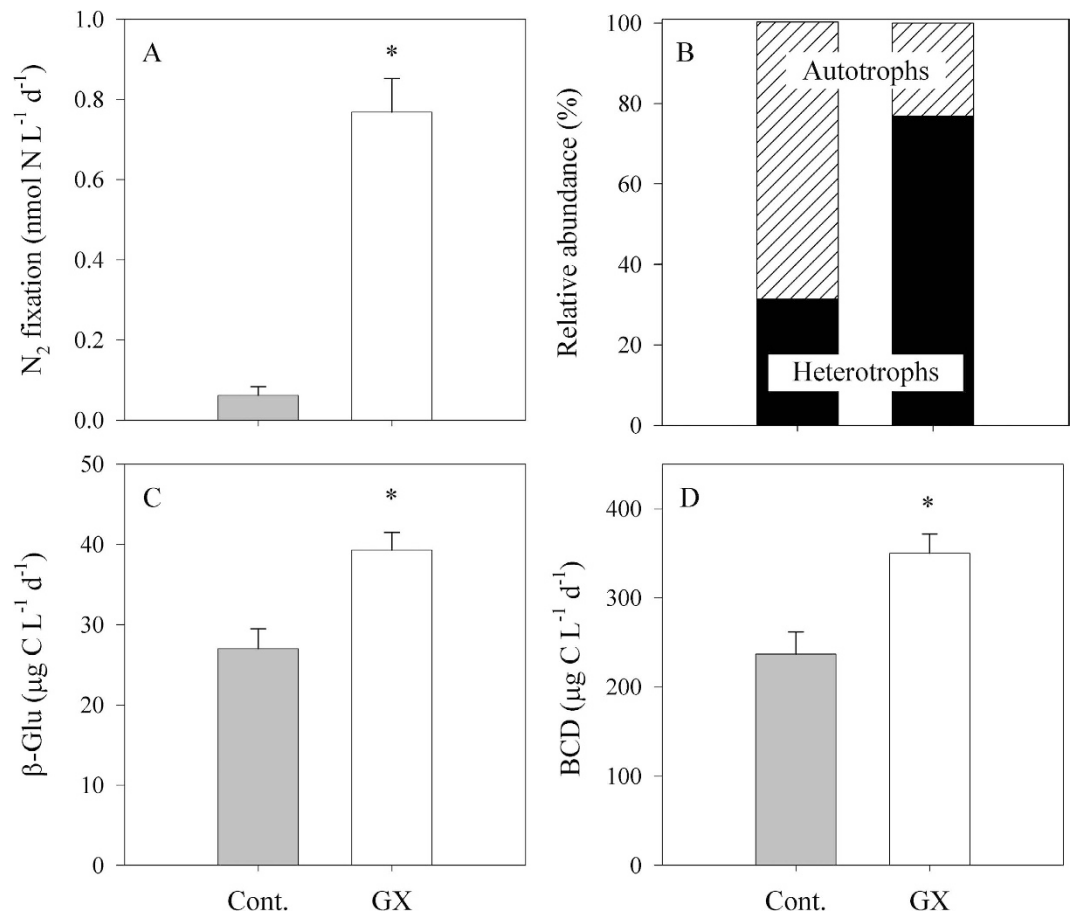 A
*
N₂ fixation (nmol N L⁻¹ d⁻¹)
1.0
0.8
0.6
0.4
0.2
0.0
B
Autotrophs
Heterotrophs
Relative abundance (%)
100
80
60
40
20
0
C
*
β-Glu (µg C L⁻¹ d⁻¹)
50
40
30
20
10
0
Cont.
GX
D
*
BCD (µg C L⁻¹ d⁻¹)
400
300
200
100
0
Cont.
GX